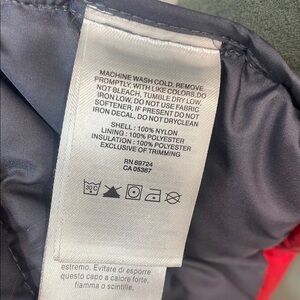 MACHINE WASH COLD. REMOVE
PROMPTLY, WITH LIKE COLORS.DO
NOT BLEACH, TUMBLE DRY LOW.
IRON LOW, DO NOT USE FABRIC
SOFTENER, IF PRESENT DO NOT
IRON DECAL, DO NOT DRYCLEAN
SHELL : 100% NYLON
LINING : 100% POLYESTER
INSULATION : 100% POLYESTER
EXCLUSIVE OF TRIMMING
RN 69724
CA 05367
30C
estremo. Evitare di esporre
questo capo a calore forte,
fiamma o scintille.